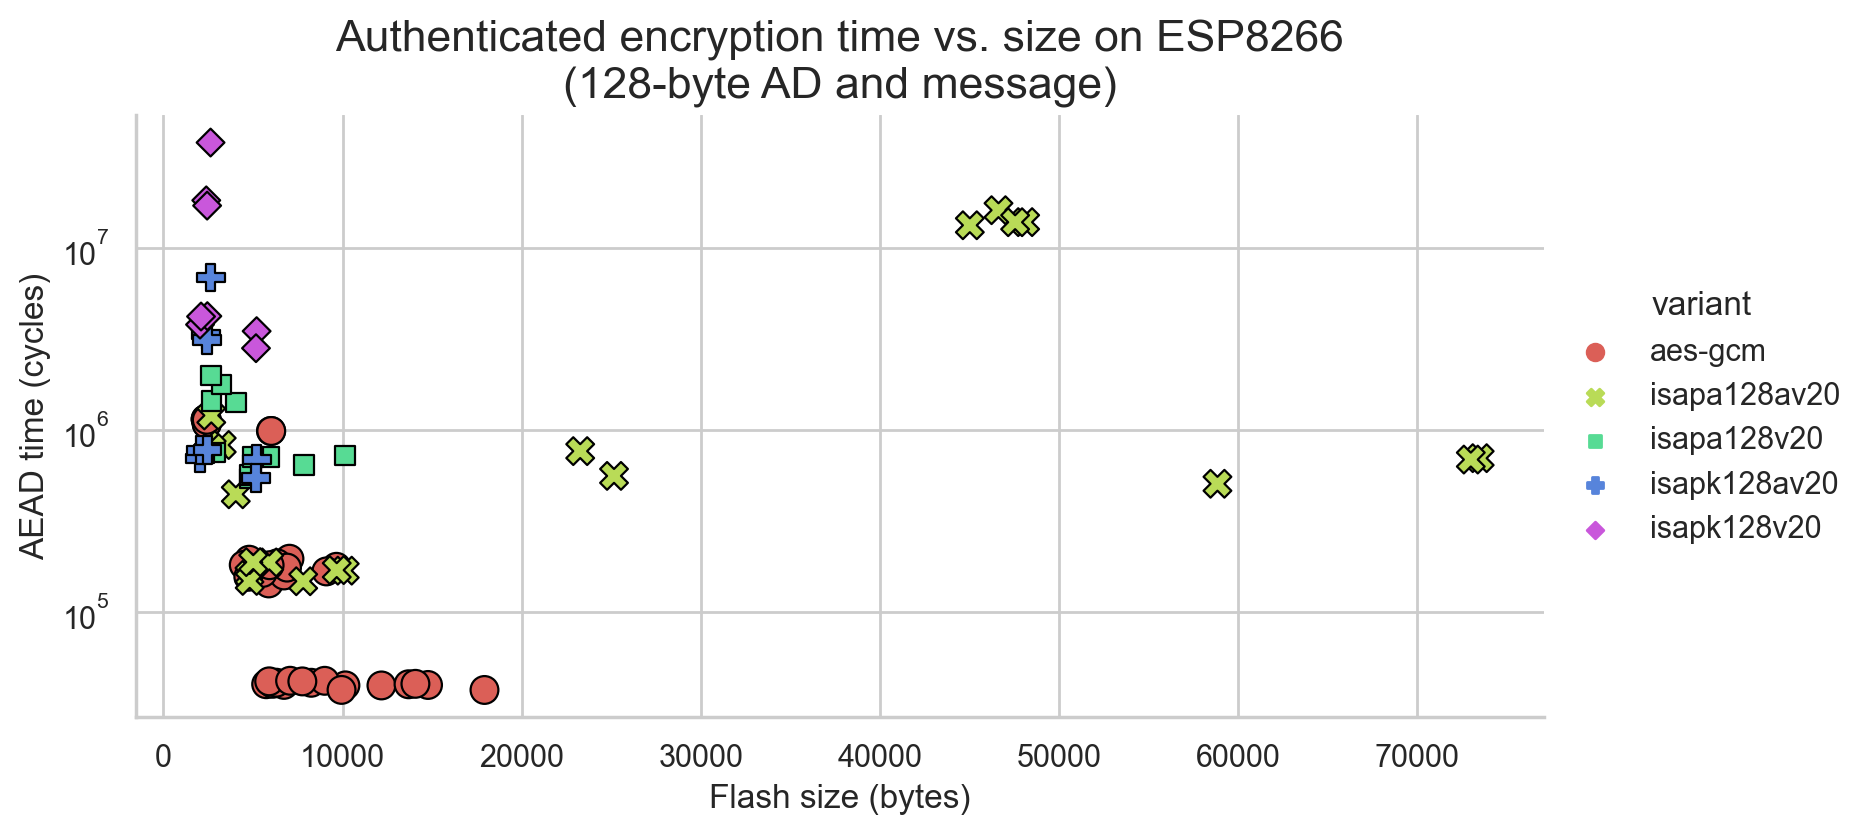 Authenticated encryption time vs. size on ESP8266
(128-byte AD and message)
AEAD time (cycles)
10^7
10^6
10^5
0 10000 20000 30000 40000 50000 60000 70000
Flash size (bytes)
variant
aes-gcm
isapa128av20
isapa128v20
isapk128av20
isapk128v20